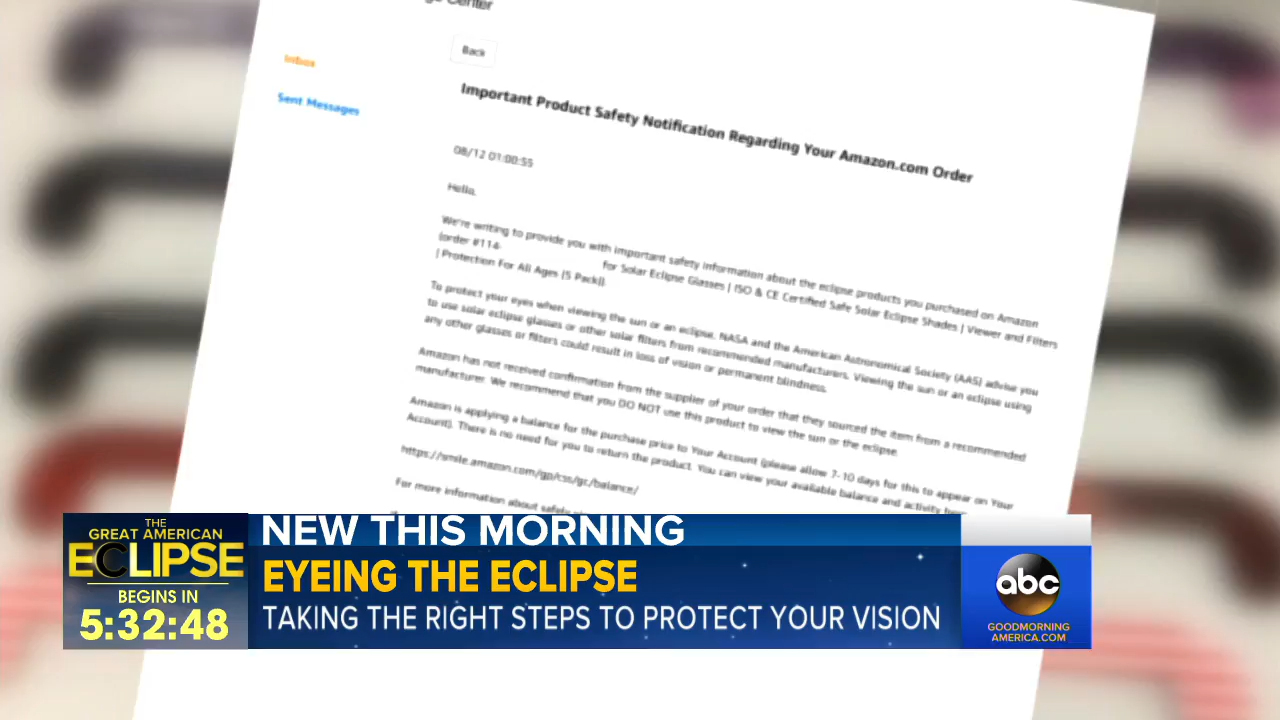 Center
Back
Inbox
Sent Messages
Important Product Safety Notification Regarding Your Amazon.com Order
08/12 01:00:55
Hello,
We're writing to provide you with important safety information about the eclipse products you purchased on Amazon
(order #114-
for Solar Eclipse Glasses | ISO & CE Certified Safe Solar Eclipse Shades | Viewer and Filters
| Protection For All Ages (5 Pack)).
To protect your eyes when viewing the sun or an eclipse, NASA and the American Astronomical Society (AAS) advise you
to use solar eclipse glasses or other solar filters from recommended manufacturers. Viewing the sun or an eclipse using
any other glasses or filters could result in loss of vision or permanent blindness.
Amazon has not received confirmation from the supplier of your order that they sourced the item from a recommended
manufacturer. We recommend that you DO NOT use this product to view the sun or the eclipse.
Amazon is applying a balance for the purchase price to Your Account (please allow 7-10 days for this to appear on Your
Account). There is no need for you to return the product. You can view your available balance and activity
https://smile.amazon.com/gp/css/gc/balance/
For more information about safely
THE
GREAT AMERICAN
ECLIPSE
BEGINS IN
5:32:48
NEW THIS MORNING
EYEING THE ECLIPSE
TAKING THE RIGHT STEPS TO PROTECT YOUR VISION
abc
GOODMORNING
AMERICA.COM